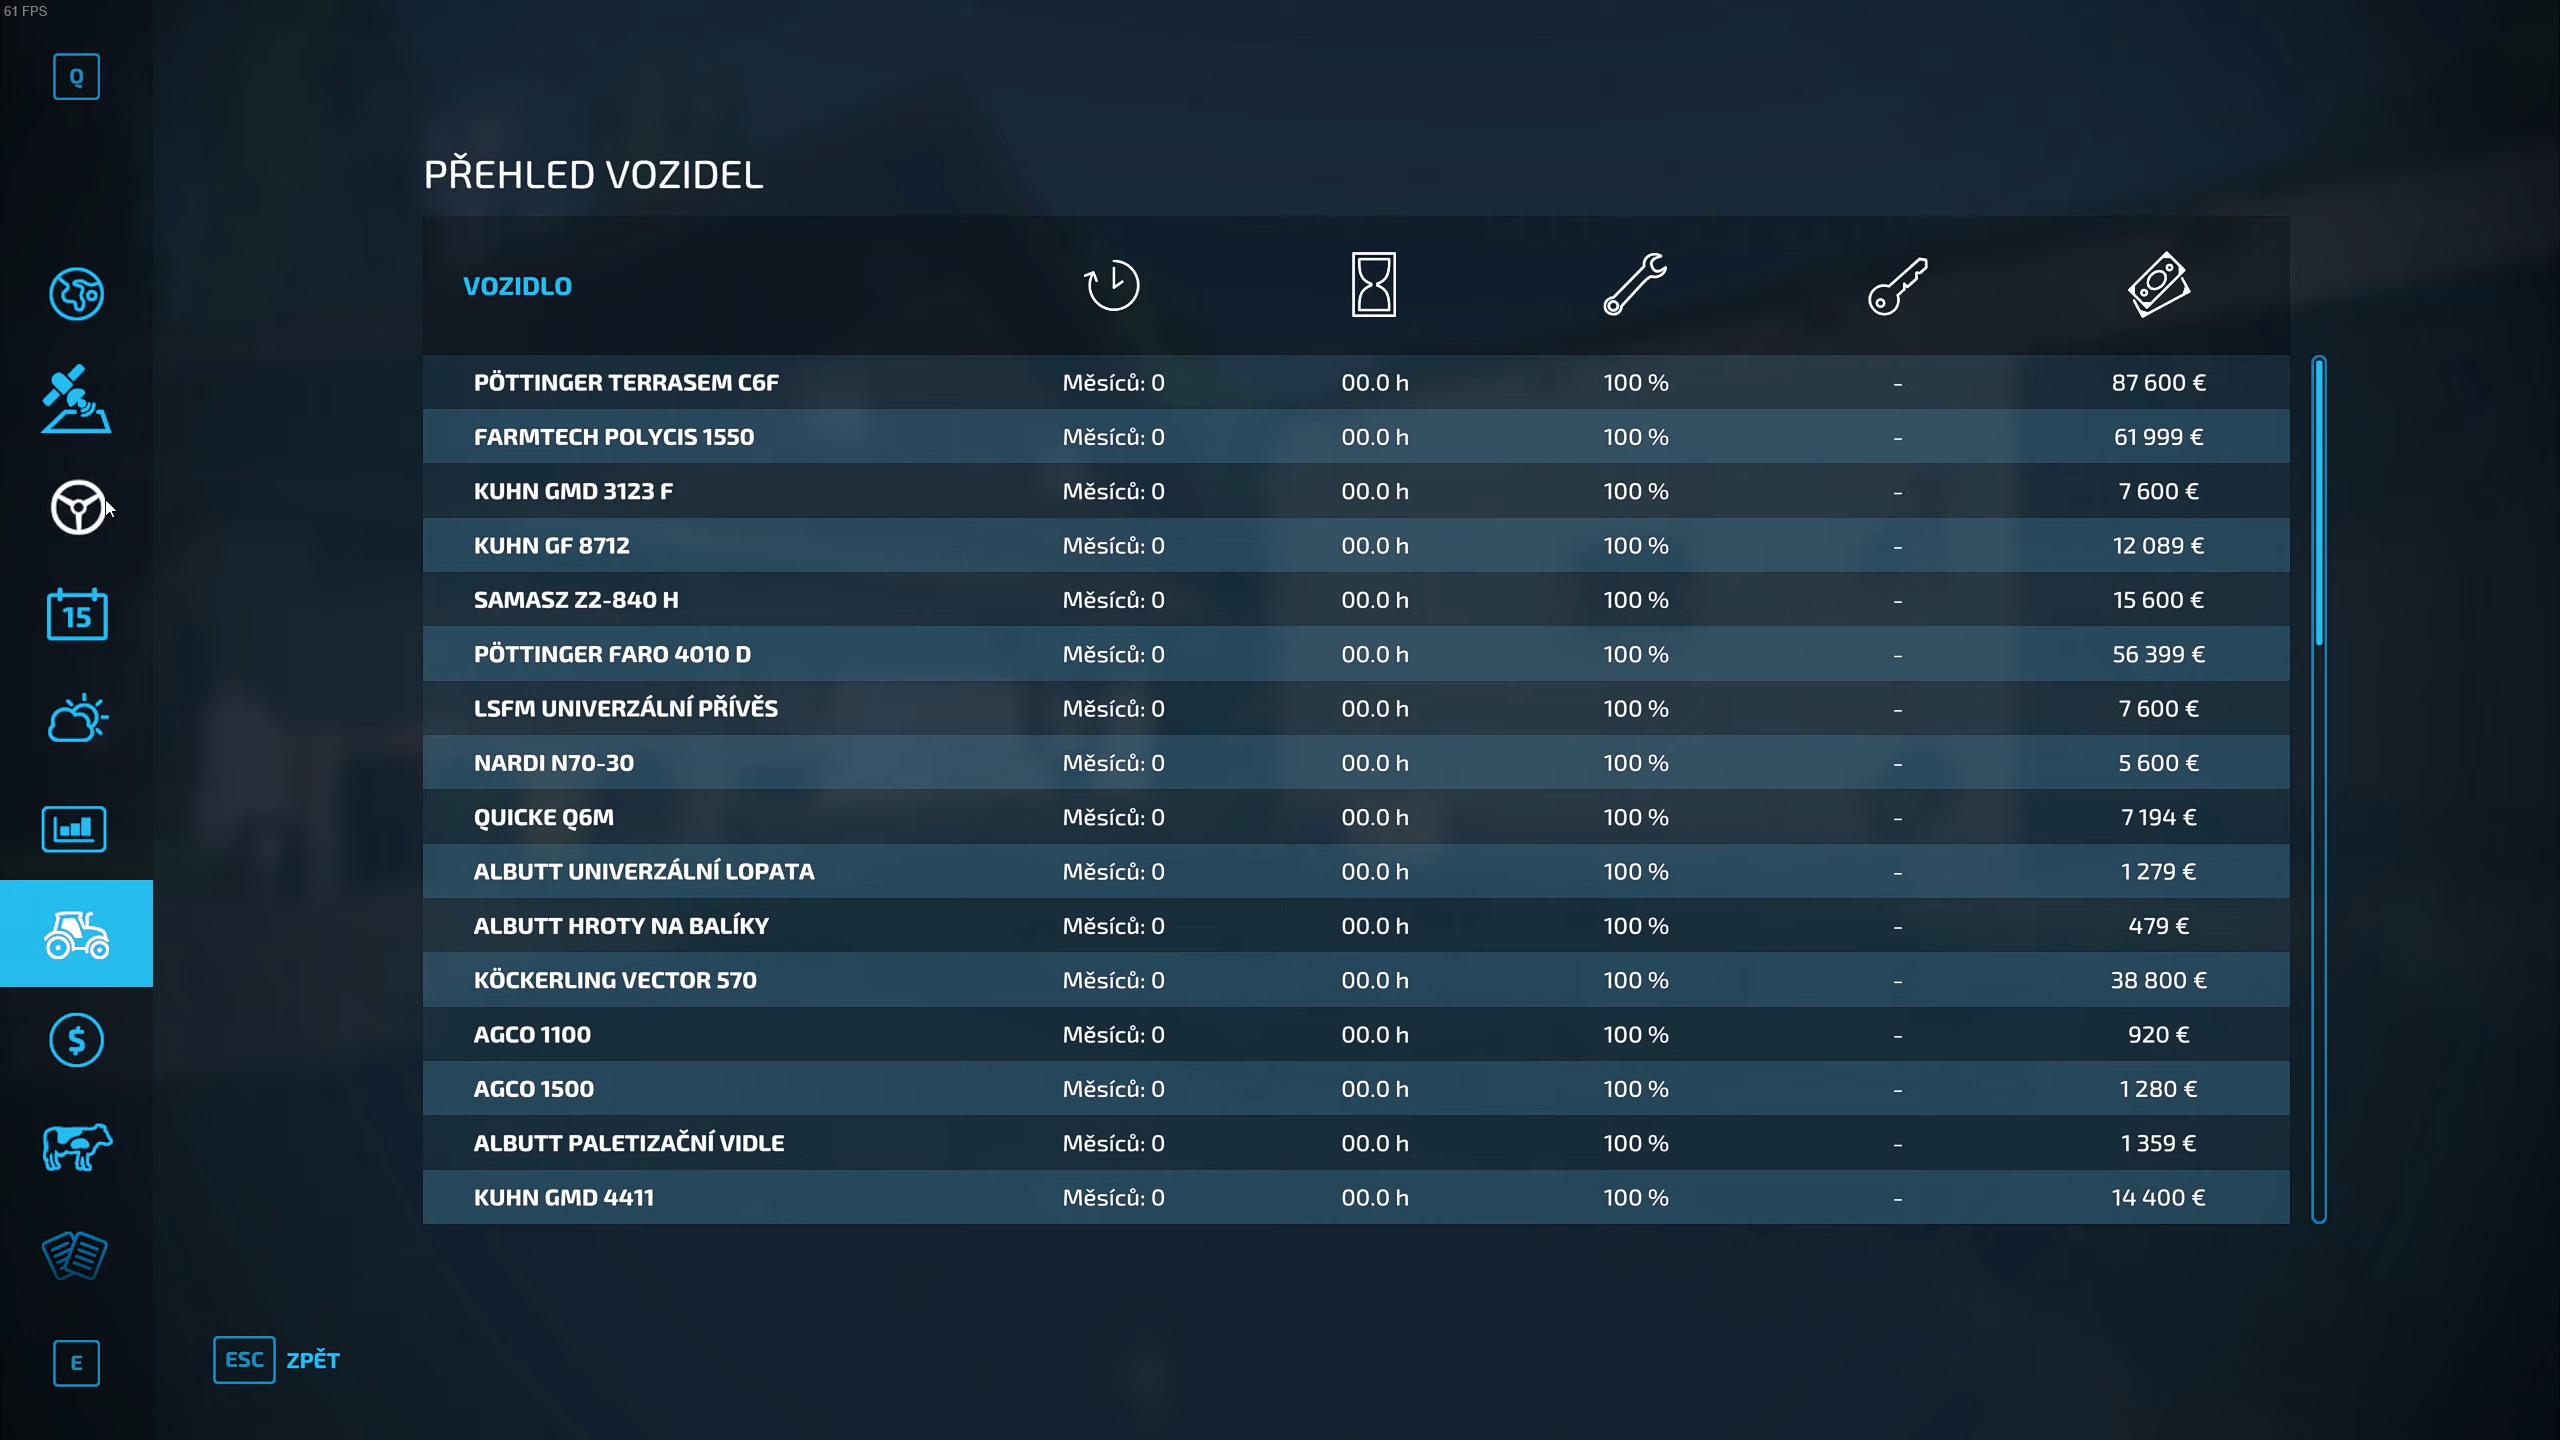 61 FPS
Q
PŘEHLED VOZIDEL
VOZIDLO
PÖTTINGER TERRASEM C6F Měsíců: 0 00.0 h 100 % - 87 600 €
FARMTECH POLYCIS 1550 Měsíců: 0 00.0 h 100 % - 61 999 €
KUHN GMD 3123 F Měsíců: 0 00.0 h 100 % - 7 600 €
KUHN GF 8712 Měsíců: 0 00.0 h 100 % - 12 089 €
SAMASZ Z2-840 H Měsíců: 0 00.0 h 100 % - 15 600 €
PÖTTINGER FARO 4010 D Měsíců: 0 00.0 h 100 % - 56 399 €
LSFM UNIVERZÁLNÍ PŘÍVĚS Měsíců: 0 00.0 h 100 % - 7 600 €
NARDI N70-30 Měsíců: 0 00.0 h 100 % - 5 600 €
QUICKE Q6M Měsíců: 0 00.0 h 100 % - 7 194 €
ALBUTT UNIVERZÁLNÍ LOPATA Měsíců: 0 00.0 h 100 % - 1 279 €
ALBUTT HROTY NA BALÍKY Měsíců: 0 00.0 h 100 % - 479 €
KÖCKERLING VECTOR 570 Měsíců: 0 00.0 h 100 % - 38 800 €
AGCO 1100 Měsíců: 0 00.0 h 100 % - 920 €
AGCO 1500 Měsíců: 0 00.0 h 100 % - 1 280 €
ALBUTT PALETIZAČNÍ VIDLE Měsíců: 0 00.0 h 100 % - 1 359 €
KUHN GMD 4411 Měsíců: 0 00.0 h 100 % - 14 400 €
15
$
E
ESC ZPĚT